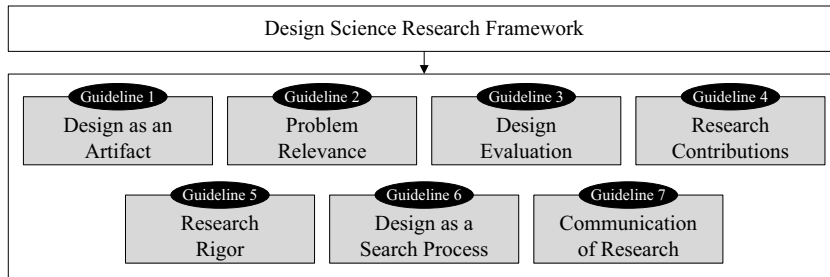 Design Science Research Framework
Guideline 1
Design as an
Artifact
Guideline 2
Problem
Relevance
Guideline 3
Design
Evaluation
Guideline 4
Research
Contributions
Guideline 5
Research
Rigor
Guideline 6
Design as a
Search Process
Guideline 7
Communication
of Research